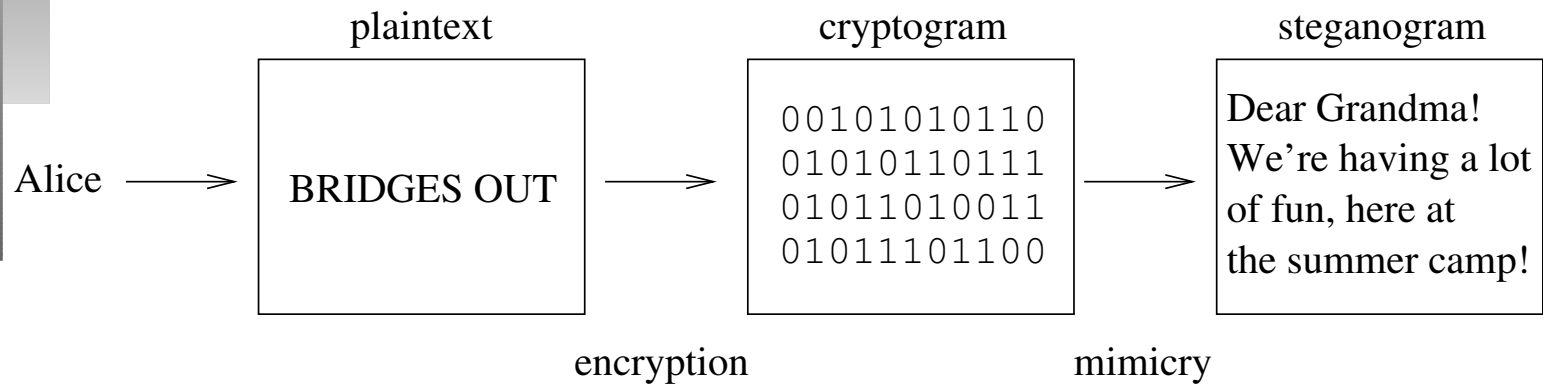 plaintext
cryptogram
steganogram
Alice
BRIDGES OUT
00101010110
01010110111
01011010011
01011101100
Dear Grandma!
We're having a lot
of fun, here at
the summer camp!
encryption
mimicry